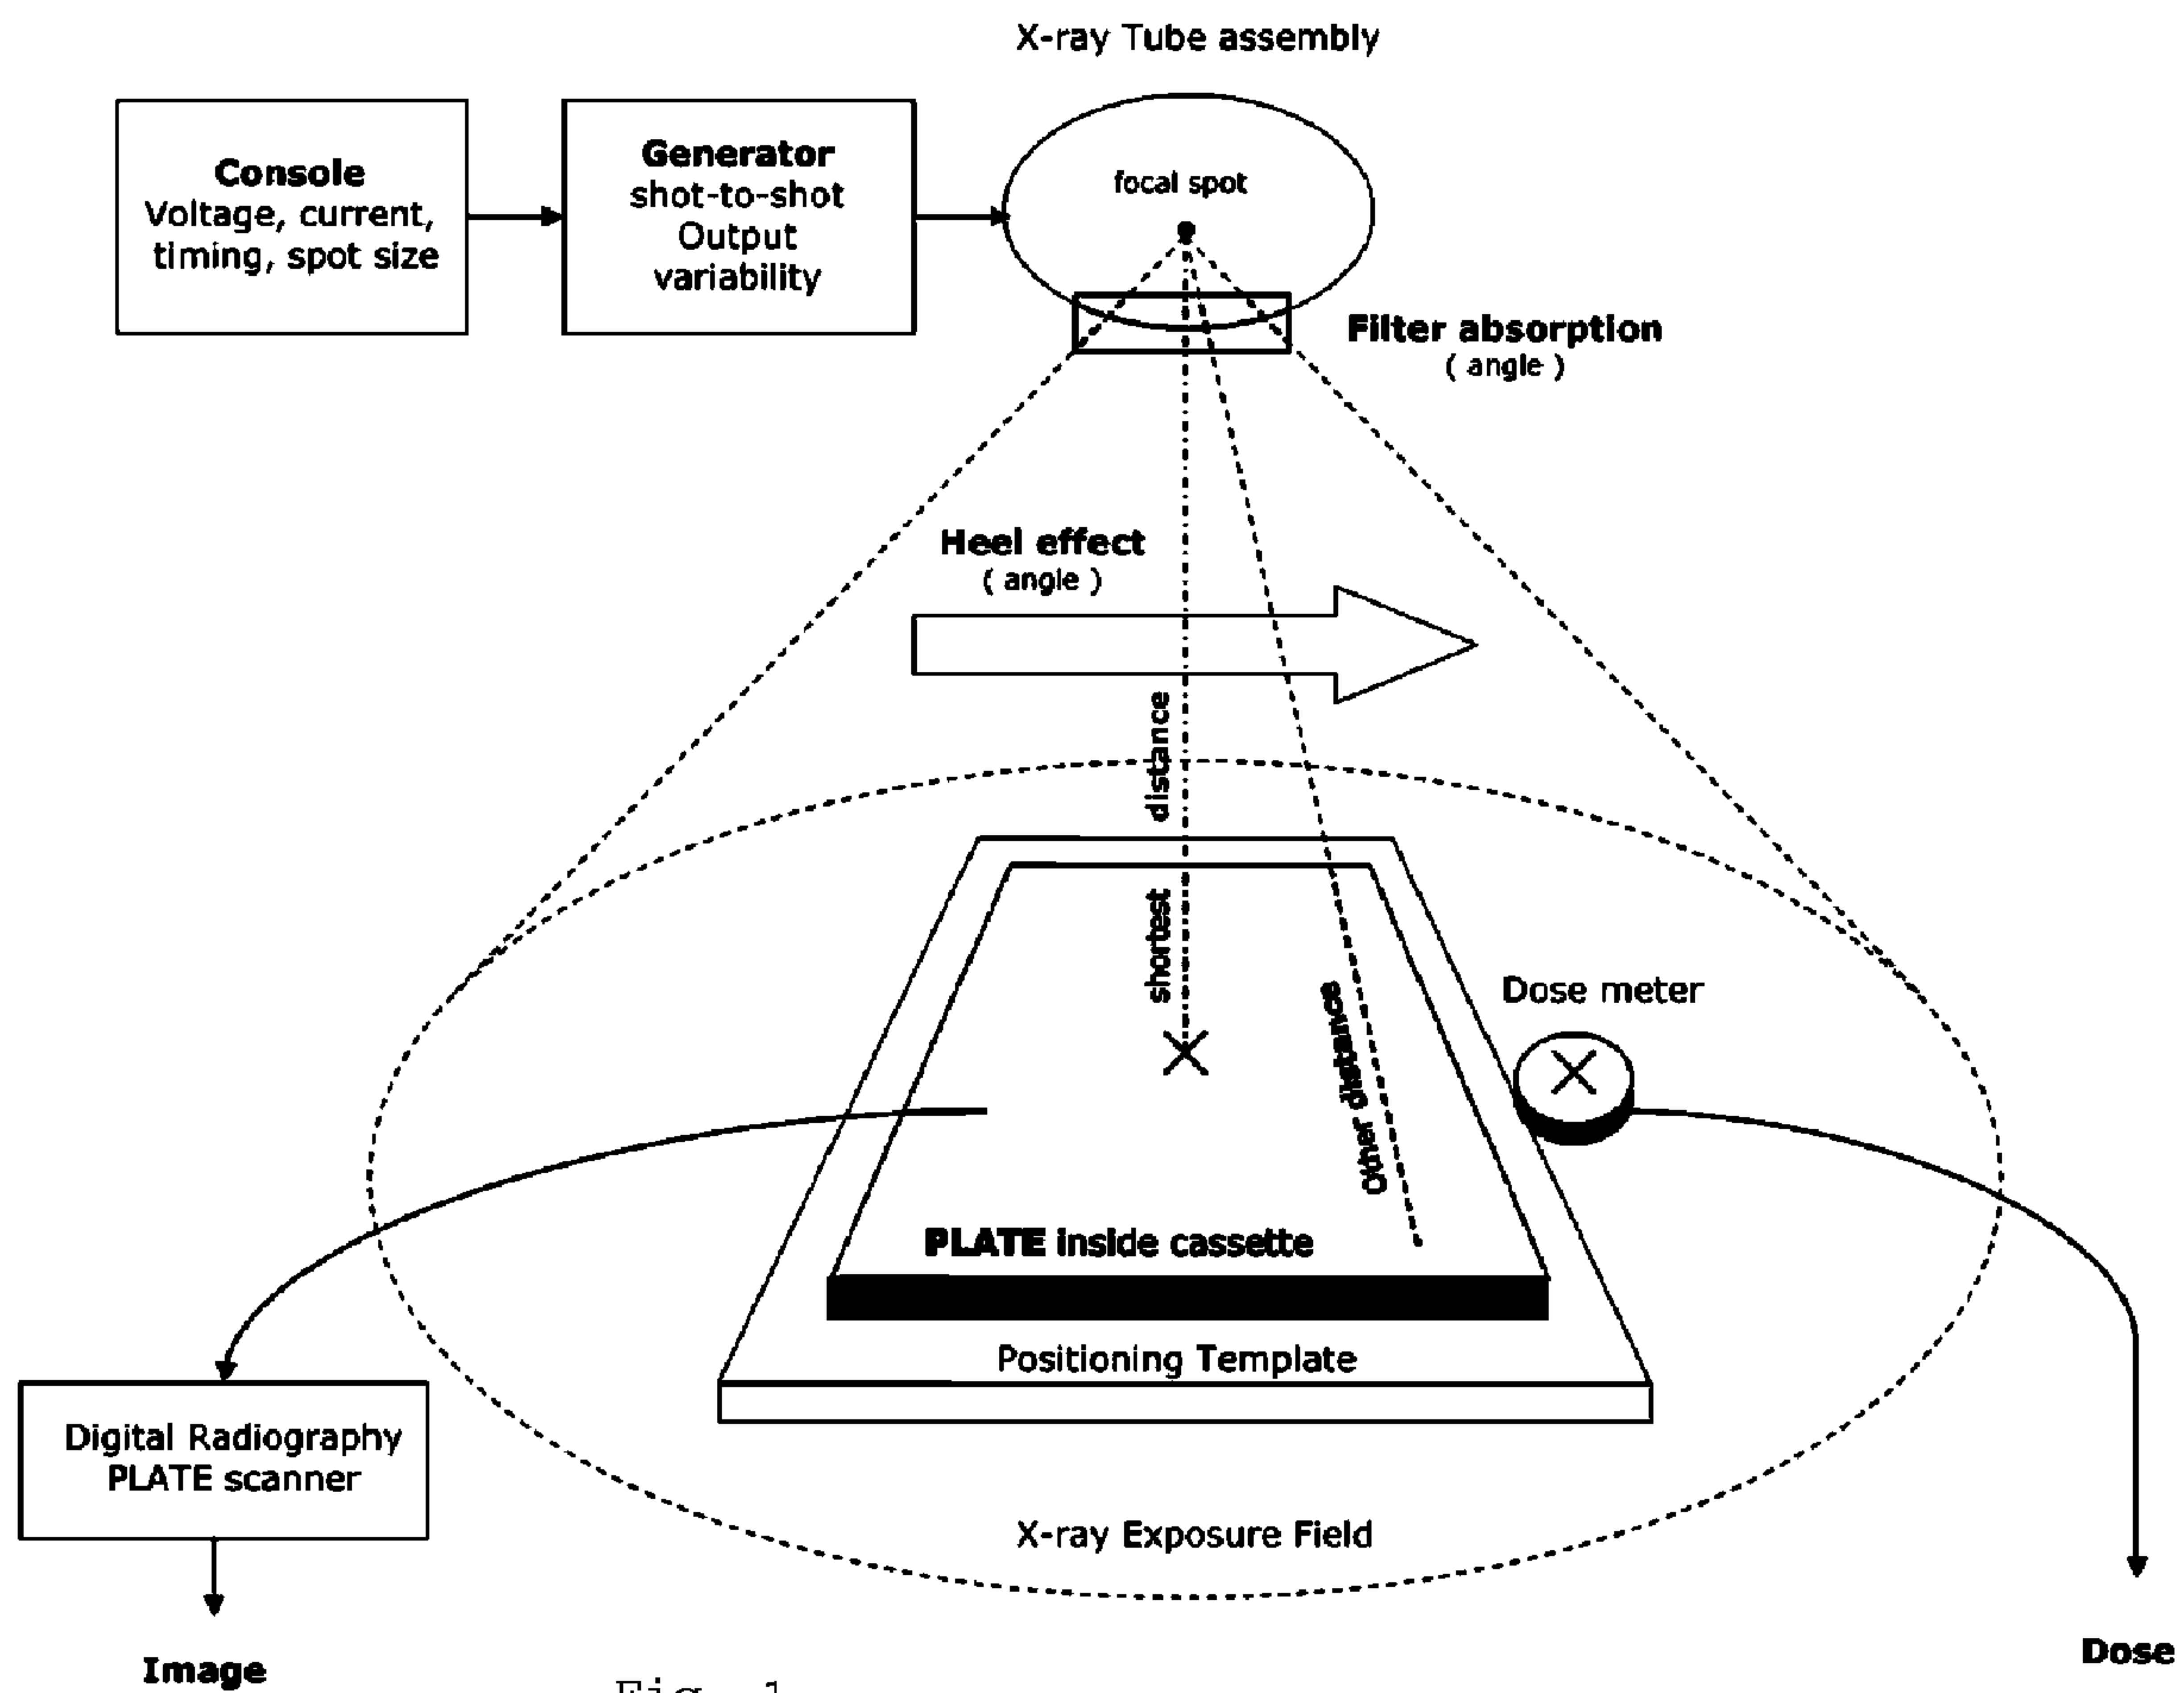 X-ray Tube assembly
Console
Voltage, current,
timing, spot size
Generator
shot-to-shot
Output
variability
focal spot
Filter absorption
( angle )
Heel effect
( angle )
shortest distance
Other distance
Dose meter
PLATE inside cassette
Positioning Template
Digital Radiography
PLATE scanner
X-ray Exposure Field
Image
Dose
Fig. 1